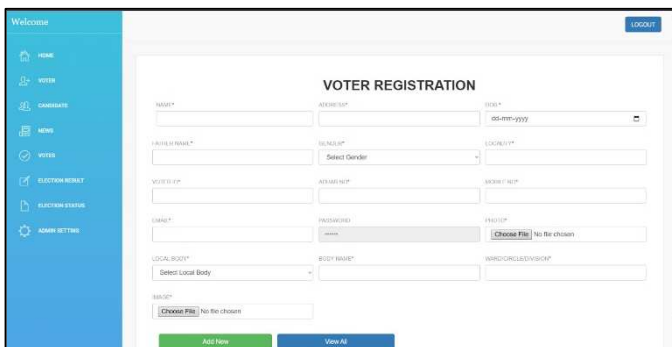 Welcome
LOGOUT
HOME
VOTER
CANDIDATE
NEWS
VOTES
ELECTION RESULT
ELECTION STATUS
ADMIN SETTING
VOTER REGISTRATION
NAME* ADDRESS* DOB*
dd-mm-yyyy
FATHER NAME* GENDER* LOCALITY*
Select Gender
VOTER ID* ADHAR NO* MOBILE NO*
EMAIL* PASSWORD PHOTO*
Choose File No file chosen
LOCAL BODY* BODY NAME* WARD/CIRCLE/DIVISION*
Select Local Body
IMAGE*
Choose File No file chosen
Add New View All